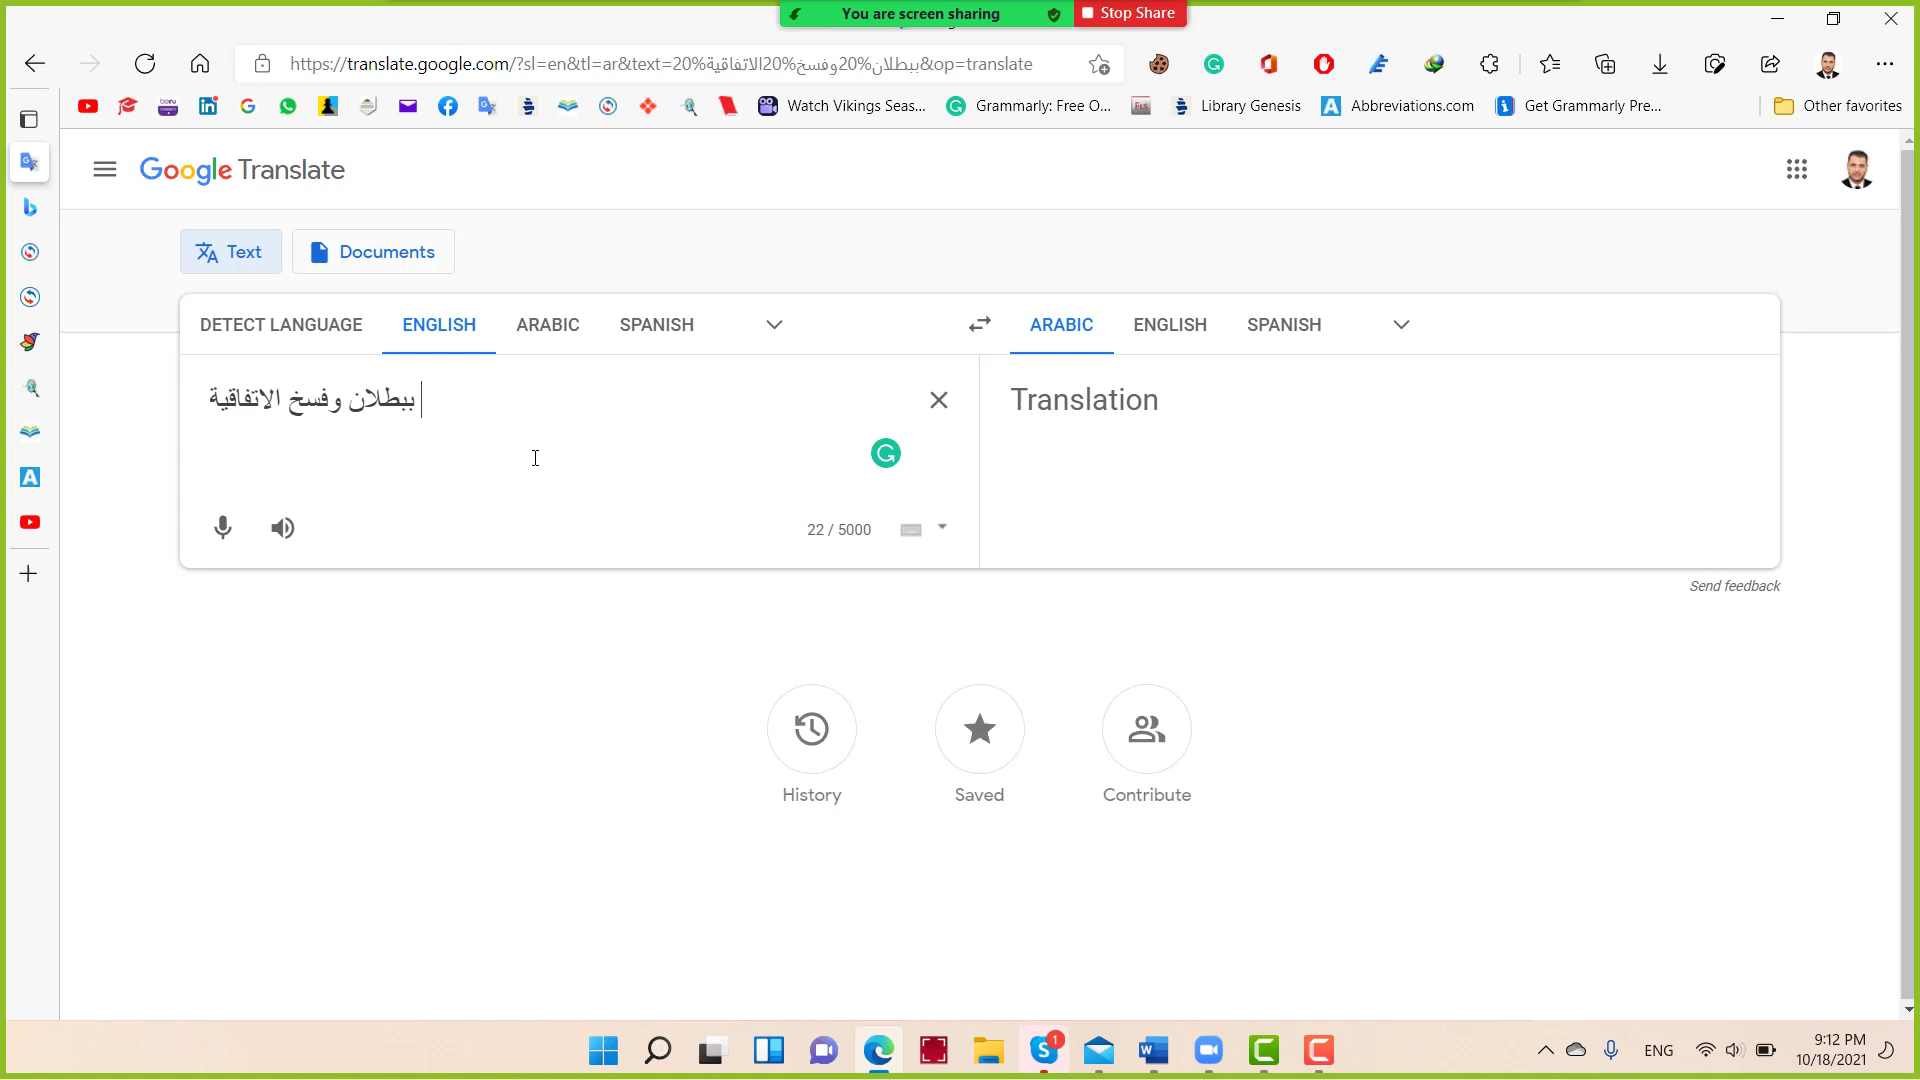 You are screen sharing
Stop Share
https://translate.google.com/?sl=en&tl=ar&text=20%ببطلان%20وفسخ%20الاتفاقية&op=translate
Watch Vikings Seas...
Grammarly: Free O...
Library Genesis
Abbreviations.com
Get Grammarly Pre...
Other favorites
Google Translate
Text
Documents
DETECT LANGUAGE
ENGLISH
ARABIC
SPANISH
ARABIC
ENGLISH
SPANISH
ببطلان وفسخ الاتفاقية
Translation
22 / 5000
Send feedback
History
Saved
Contribute
1
ENG
9:12 PM
10/18/2021